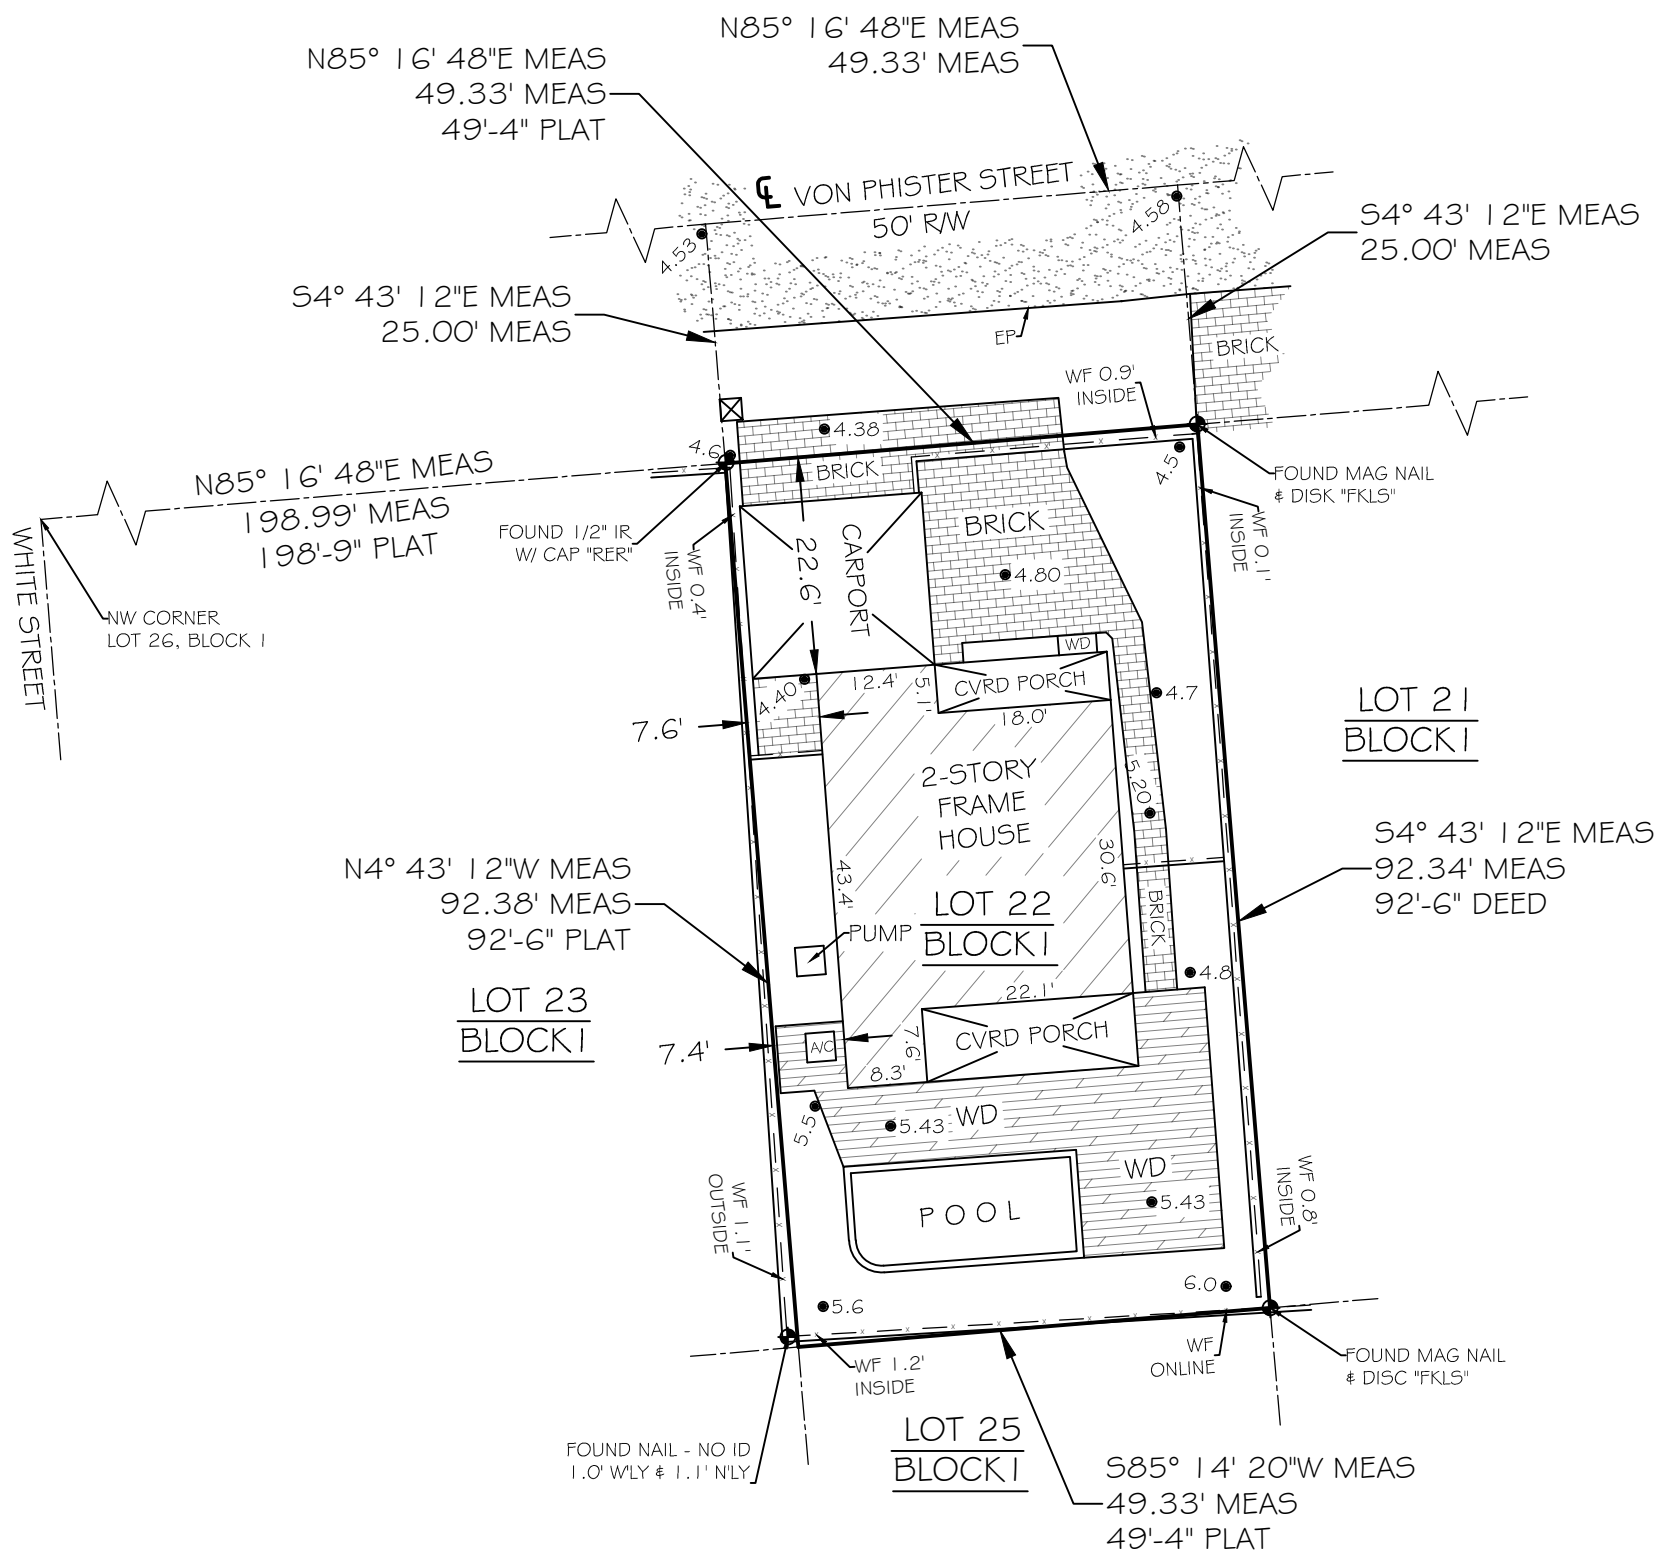 N85° 16' 48"E MEAS
49.33' MEAS
N85° 16' 48"E MEAS
49.33' MEAS
49'-4" PLAT
℄ VON PHISTER STREET
50' R/W
4.53
4.58
S4° 43' 12"E MEAS
25.00' MEAS
S4° 43' 12"E MEAS
25.00' MEAS
EP
BRICK
WF 0.9'
INSIDE
4.38
4.6
BRICK
4.5
N85° 16' 48"E MEAS
198.99' MEAS
198'-9" PLAT
FOUND MAG NAIL
& DISK "FKLS"
FOUND 1/2" IR
W/ CAP "RER"
WF 0.4'
INSIDE
22.6'
CARPORT
BRICK
4.80
WF 0.1'
INSIDE
WHITE STREET
NW CORNER
LOT 26, BLOCK 1
WD
CVRD PORCH
12.4'
5.1'
18.0'
4.40
4.7
7.6'
LOT 21
BLOCK 1
2-STORY
FRAME
HOUSE
5.20
30.6'
43.4'
N4° 43' 12"W MEAS
92.38' MEAS
92'-6" PLAT
S4° 43' 12"E MEAS
92.34' MEAS
92'-6" DEED
PUMP
LOT 22
BLOCK 1
BRICK
4.8
LOT 23
BLOCK 1
22.1'
CVRD PORCH
7.6'
7.4'
A/C
8.3'
5.5
5.43
WD
WD
5.43
POOL
WF 1.1'
OUTSIDE
WF 0.8'
INSIDE
6.0
5.6
WF 1.2'
INSIDE
WF
ONLINE
FOUND MAG NAIL
& DISC "FKLS"
LOT 25
BLOCK 1
FOUND NAIL - NO ID
1.0' W'LY & 1.1' N'LY
S85° 14' 20"W MEAS
49.33' MEAS
49'-4" PLAT